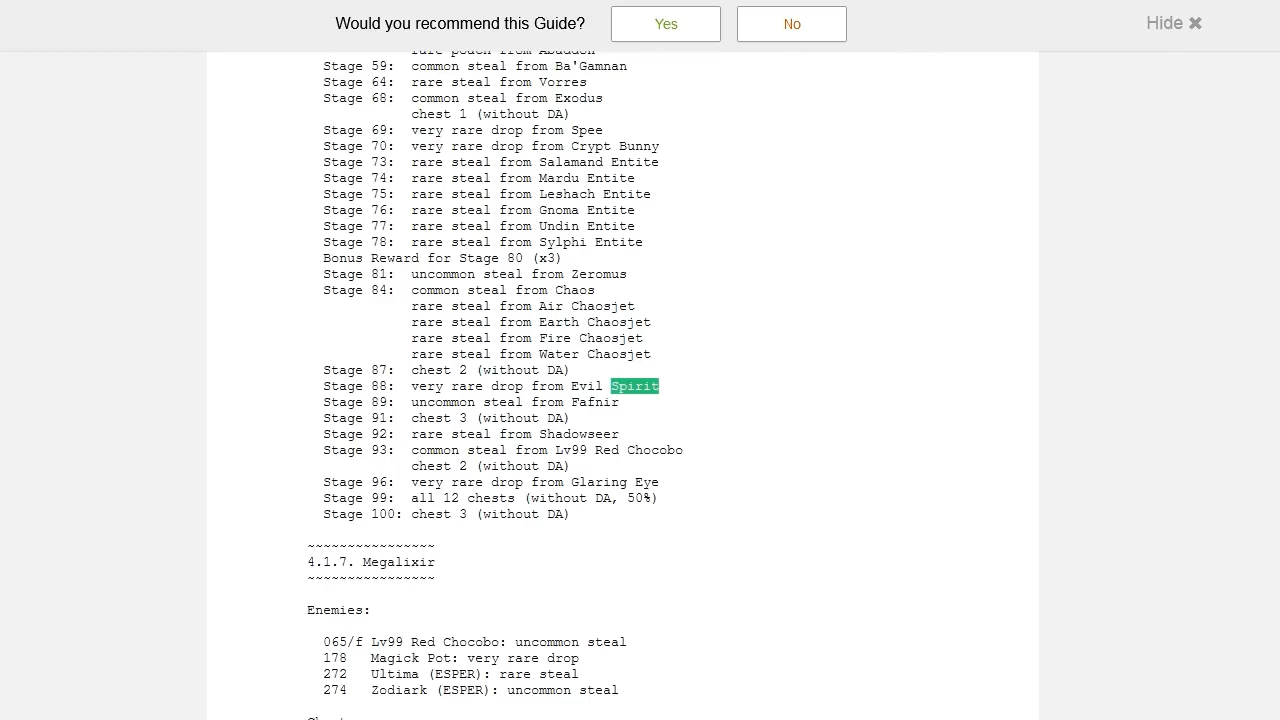 Would you recommend this Guide?
Yes
No
Hide ✖
rare pouch from Abaddon
Stage 59:  common steal from Ba'Gamnan
Stage 64:  rare steal from Vorres
Stage 68:  common steal from Exodus
chest 1 (without DA)
Stage 69:  very rare drop from Spee
Stage 70:  very rare drop from Crypt Bunny
Stage 73:  rare steal from Salamand Entite
Stage 74:  rare steal from Mardu Entite
Stage 75:  rare steal from Leshach Entite
Stage 76:  rare steal from Gnoma Entite
Stage 77:  rare steal from Undin Entite
Stage 78:  rare steal from Sylphi Entite
Bonus Reward for Stage 80 (x3)
Stage 81:  uncommon steal from Zeromus
Stage 84:  common steal from Chaos
rare steal from Air Chaosjet
rare steal from Earth Chaosjet
rare steal from Fire Chaosjet
rare steal from Water Chaosjet
Stage 87:  chest 2 (without DA)
Stage 88:  very rare drop from Evil Spirit
Stage 89:  uncommon steal from Fafnir
Stage 91:  chest 3 (without DA)
Stage 92:  rare steal from Shadowseer
Stage 93:  common steal from Lv99 Red Chocobo
chest 2 (without DA)
Stage 96:  very rare drop from Glaring Eye
Stage 99:  all 12 chests (without DA, 50%)
Stage 100: chest 3 (without DA)
~~~~~~~~~~~~~~~~
4.1.7. Megalixir
~~~~~~~~~~~~~~~~
Enemies:
065/f Lv99 Red Chocobo: uncommon steal
178   Magick Pot: very rare drop
272   Ultima (ESPER): rare steal
274   Zodiark (ESPER): uncommon steal